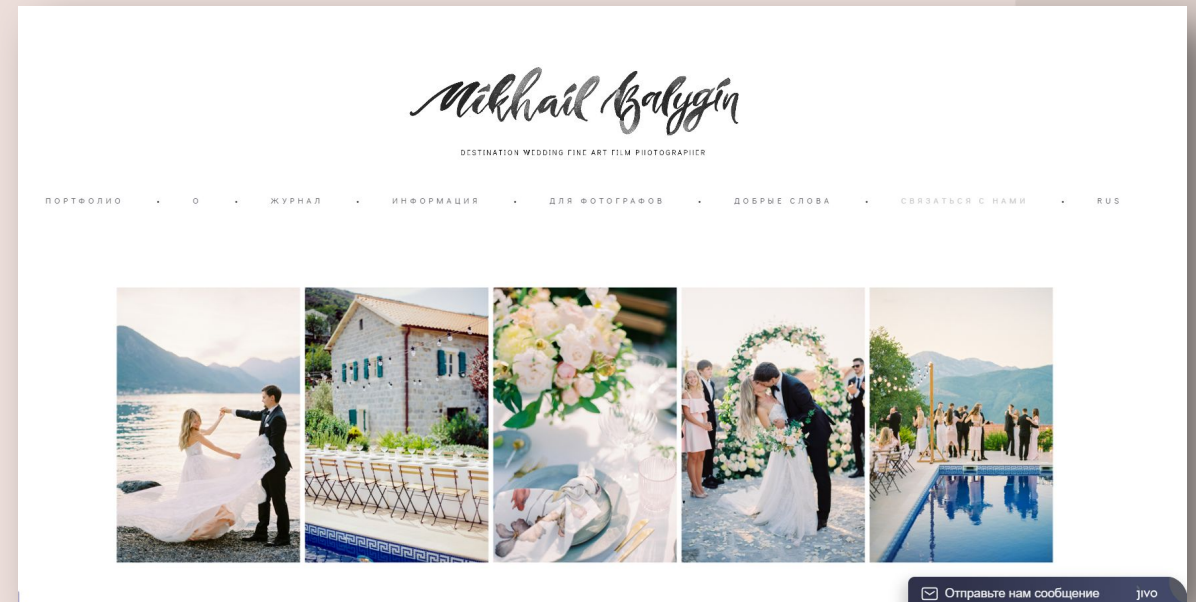 Mikhail Balygin
DESTINATION WEDDING FINE ART FILM PHOTOGRAPHER
ПОРТФОЛИО • О • ЖУРНАЛ • ИНФОРМАЦИЯ • ДЛЯ ФОТОГРАФОВ • ДОБРЫЕ СЛОВА • СВЯЗАТЬСЯ С НАМИ • RUS
Отправьте нам сообщение jivo